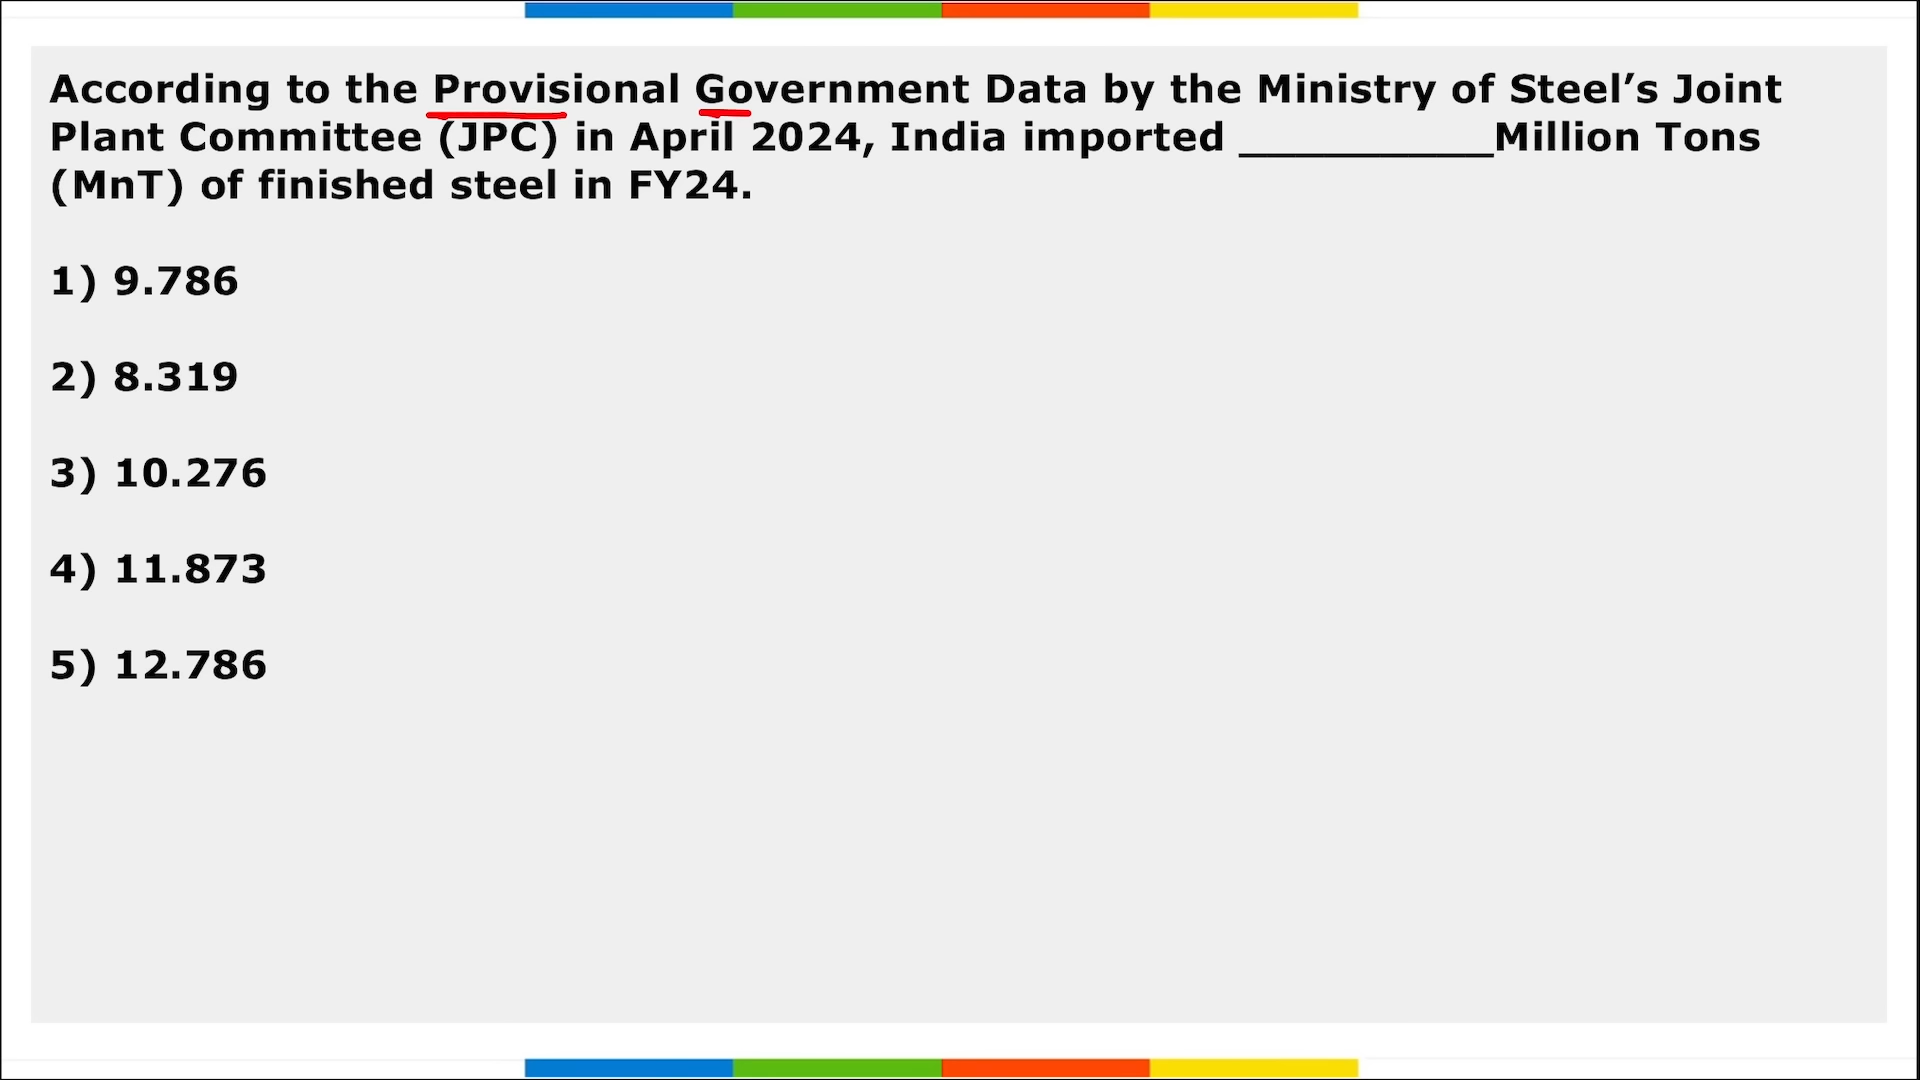 According to the Provisional Government Data by the Ministry of Steel’s Joint
Plant Committee (JPC) in April 2024, India imported _________Million Tons
(MnT) of finished steel in FY24.
1) 9.786
2) 8.319
3) 10.276
4) 11.873
5) 12.786